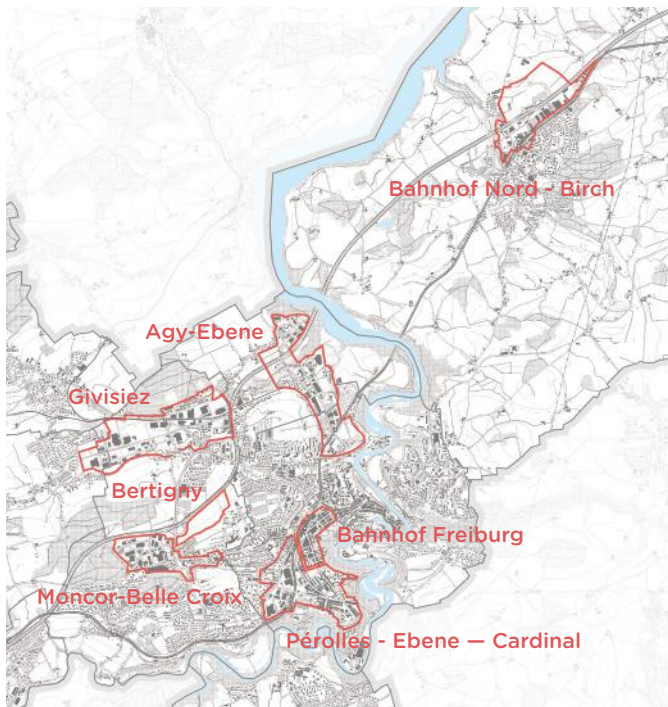 Bahnhof Nord - Birch
Agy-Ebene
Givisiez
Bertigny
Bahnhof Freiburg
Moncor-Belle Croix
Pérolles - Ebene — Cardinal